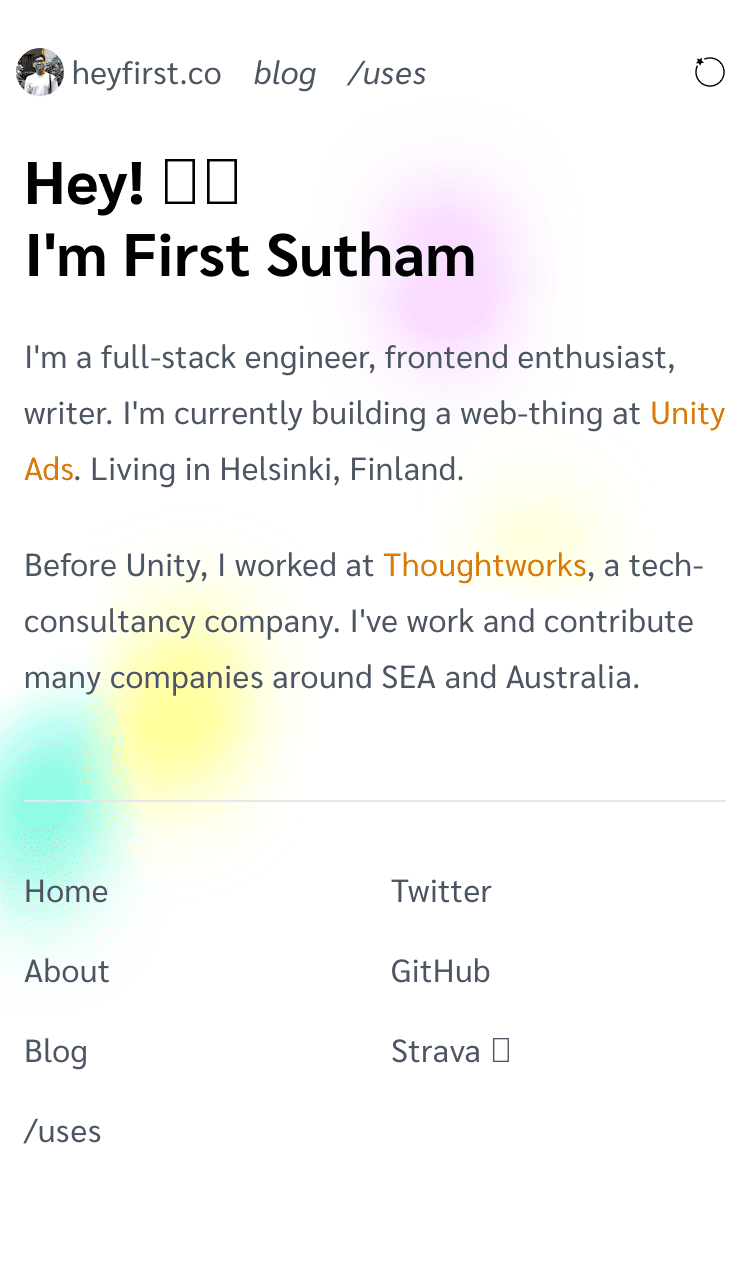 heyfirst.co blog /uses
Hey!
I'm First Sutham
I'm a full-stack engineer, frontend enthusiast,
writer. I'm currently building a web-thing at Unity
Ads. Living in Helsinki, Finland.
Before Unity, I worked at Thoughtworks, a tech-
consultancy company. I've work and contribute
many companies around SEA and Australia.
Home
About
Blog
/uses
Twitter
GitHub
Strava